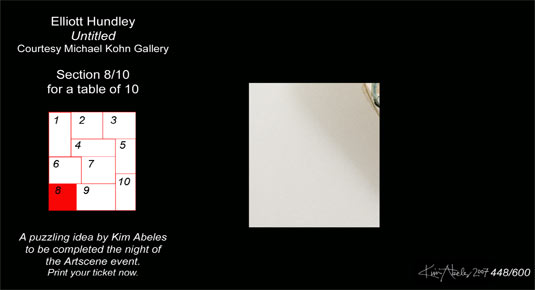 Elliott Hundley
Untitled
Courtesy Michael Kohn Gallery
Section 8/10
for a table of 10
1 2 3
4 5
6 7
8 9 10
A puzzling idea by Kim Abeles
to be completed the night of
the Artscene event.
Print your ticket now.
Kim Abeles 2007 448/600